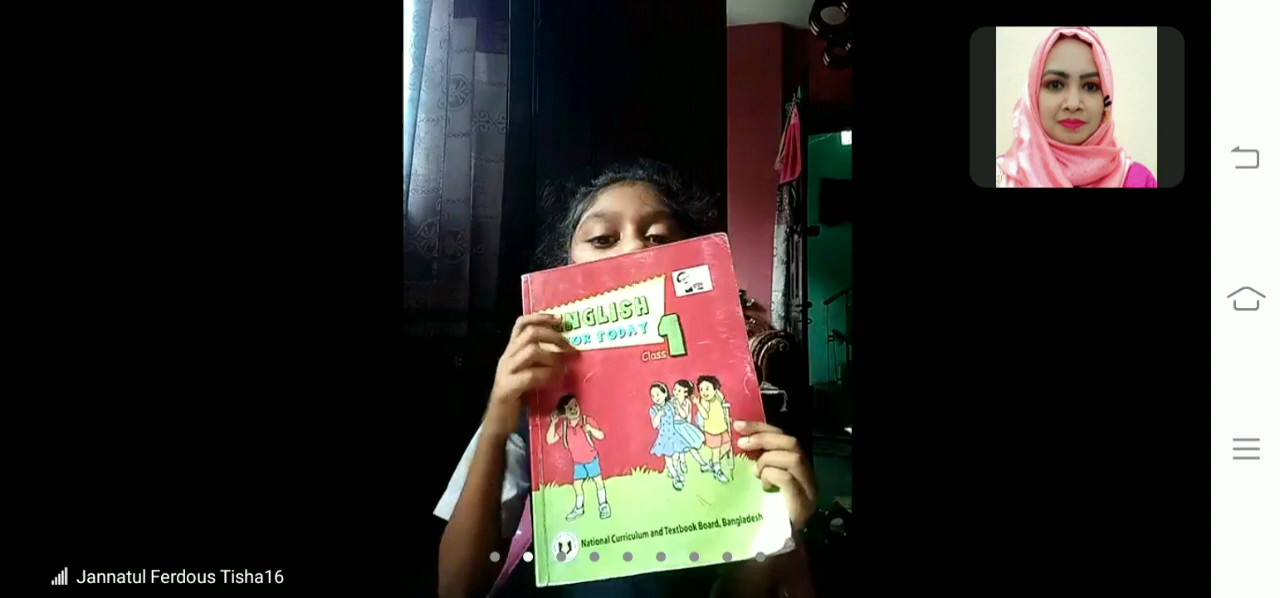 ENGLISH
FOR TODAY
1
Class
National Curriculum and Textbook Board, Bangladesh
Jannatul Ferdous Tisha16